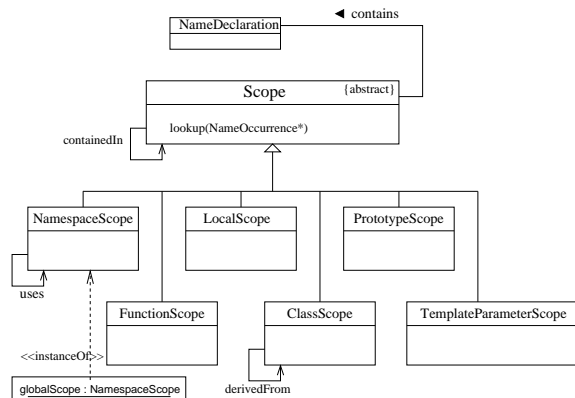 ◄ contains
NameDeclaration
Scope {abstract}
lookup(NameOccurrence*)
containedIn
NamespaceScope LocalScope PrototypeScope
uses
FunctionScope ClassScope TemplateParameterScope
<<instanceOf>>
globalScope : NamespaceScope
derivedFrom